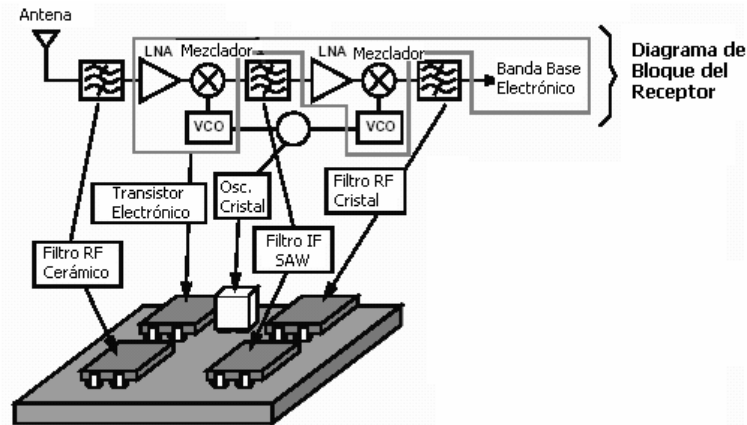 Antena
LNA
Mezclador
LNA
Mezclador
Banda Base
Electrónico
Diagrama de
Bloque del
Receptor
VCO
VCO
Transistor
Electrónico
Osc.
Cristal
Filtro RF
Cristal
Filtro RF
Cerámico
Filtro IF
SAW